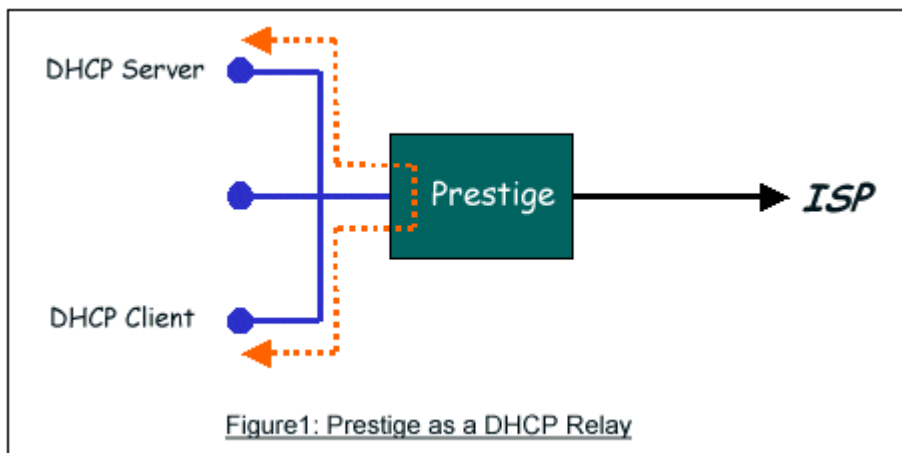 DHCP Server
Prestige
ISP
DHCP Client
Figure1: Prestige as a DHCP Relay